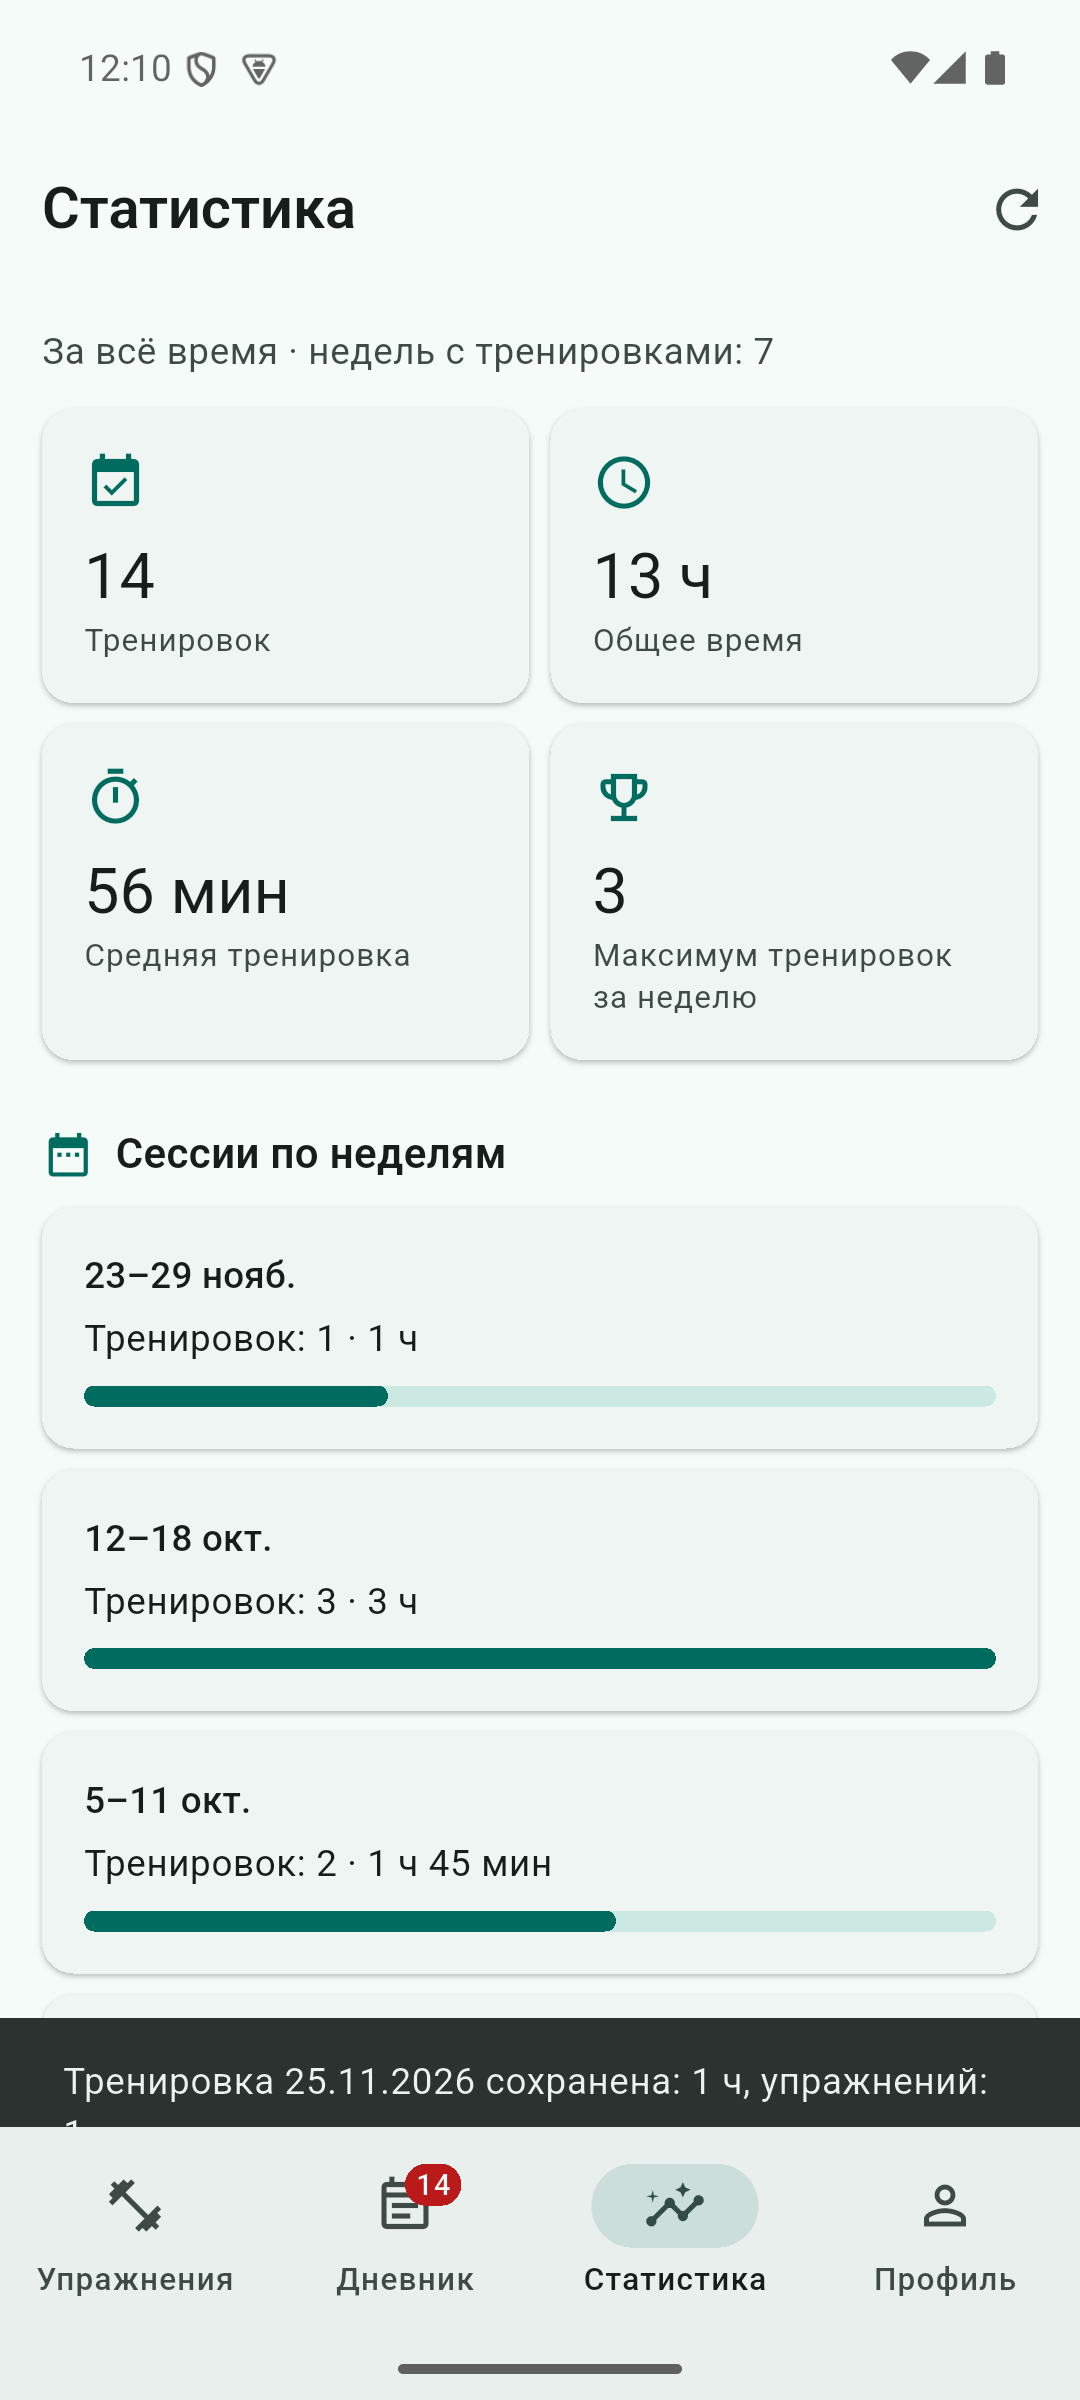 12:10
Статистика
За всё время · недель с тренировками: 7
14
Тренировок
13 ч
Общее время
56 мин
Средняя тренировка
3
Максимум тренировок
за неделю
Сессии по неделям
23–29 нояб.
Тренировок: 1 · 1 ч
12–18 окт.
Тренировок: 3 · 3 ч
5–11 окт.
Тренировок: 2 · 1 ч 45 мин
Тренировка 25.11.2026 сохранена: 1 ч, упражнений:
14
Упражнения
Дневник
Статистика
Профиль